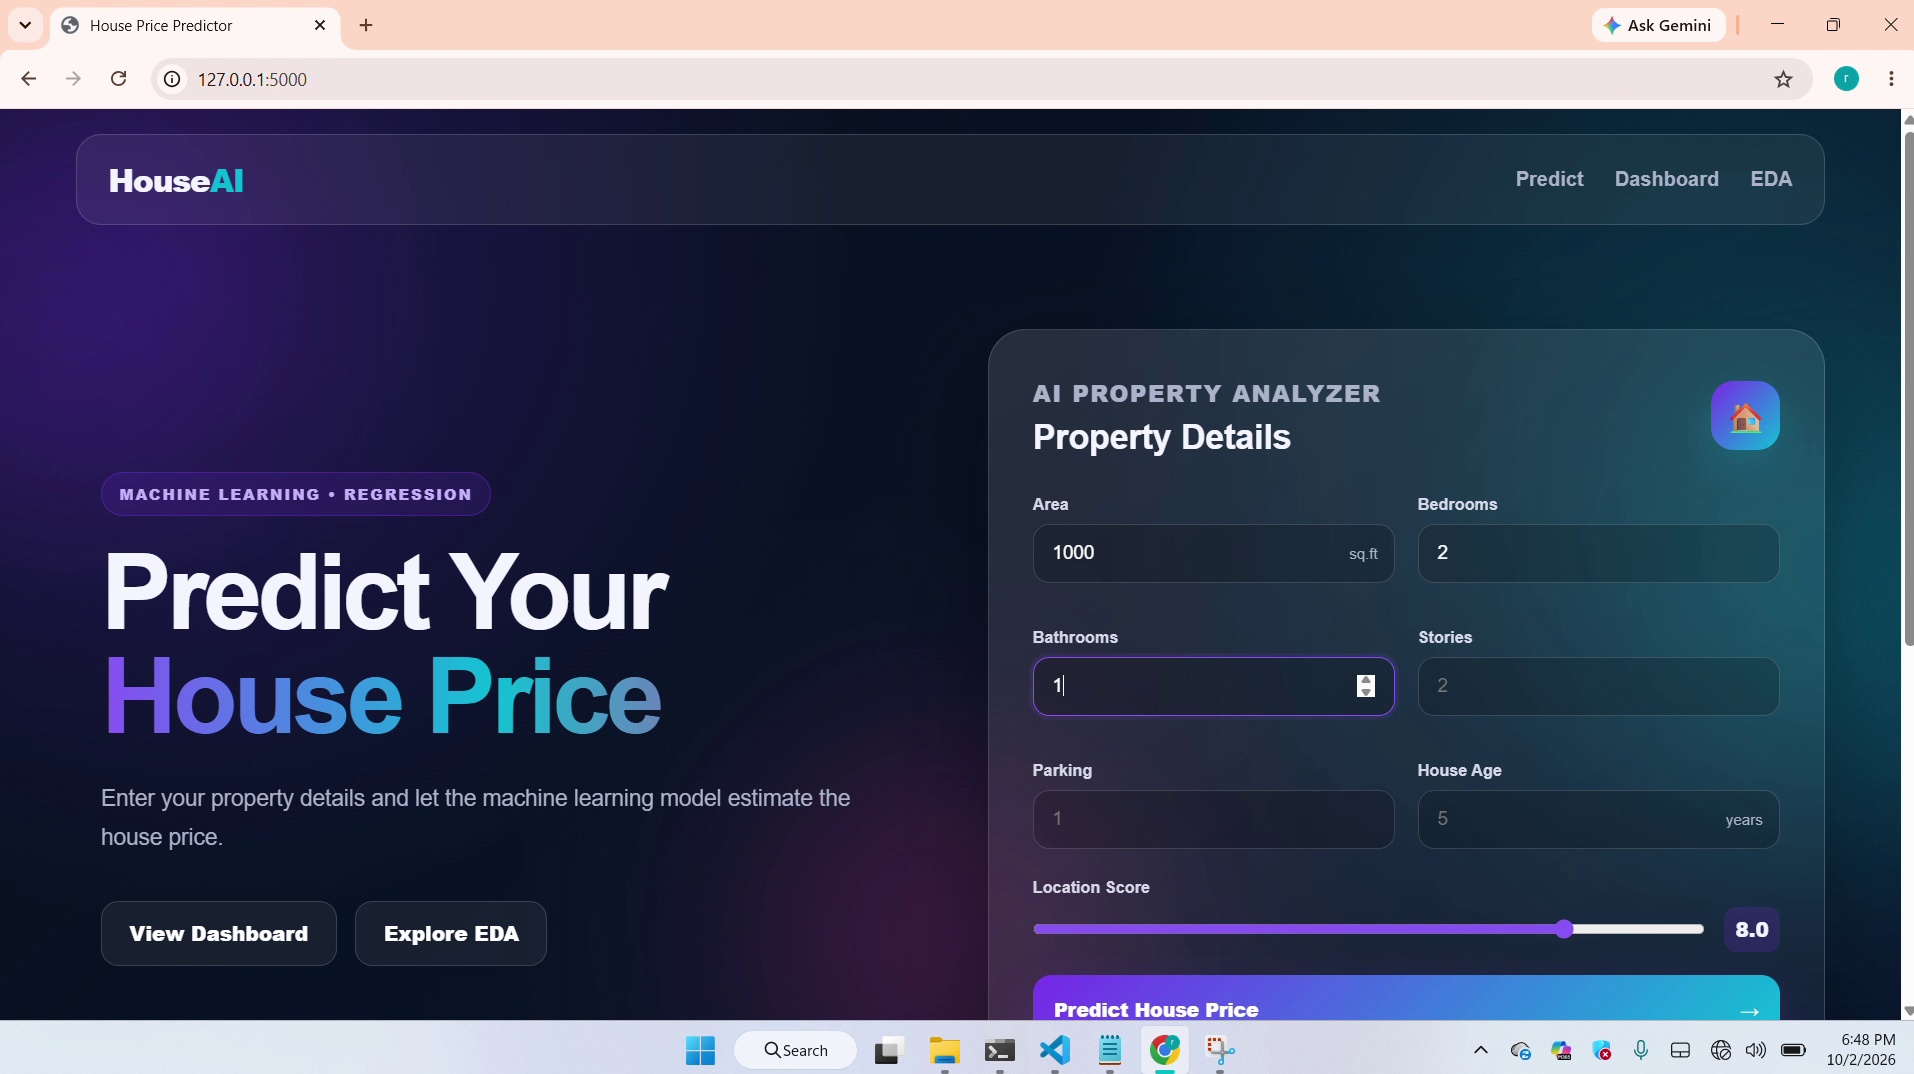 House Price Predictor
Ask Gemini
127.0.0.1:5000
r
HouseAI
Predict
Dashboard
EDA
MACHINE LEARNING • REGRESSION
Predict Your
House Price
Enter your property details and let the machine learning model estimate the
house price.
View Dashboard
Explore EDA
AI PROPERTY ANALYZER
Property Details
Area
Bedrooms
1000 sq.ft
2
Bathrooms
Stories
1
2
Parking
House Age
1
5 years
Location Score
8.0
Predict House Price →
Search
6:48 PM
10/2/2026